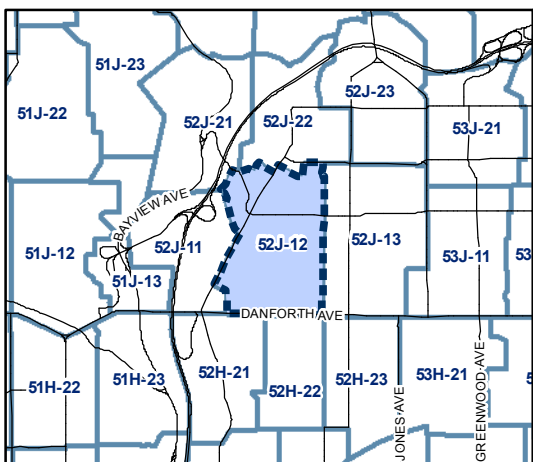 51J-23
51J-22
52J-23
52J-21
52J-22
53J-21
BAYVIEW AVE
51J-12
52J-11
52J-12
52J-13
53J-11
53
51J-13
DANFORTH AVE
51H-22
51H-23
52H-21
52H-22
52H-23
53H-21
5
JONES AVE
GREENWOOD AVE